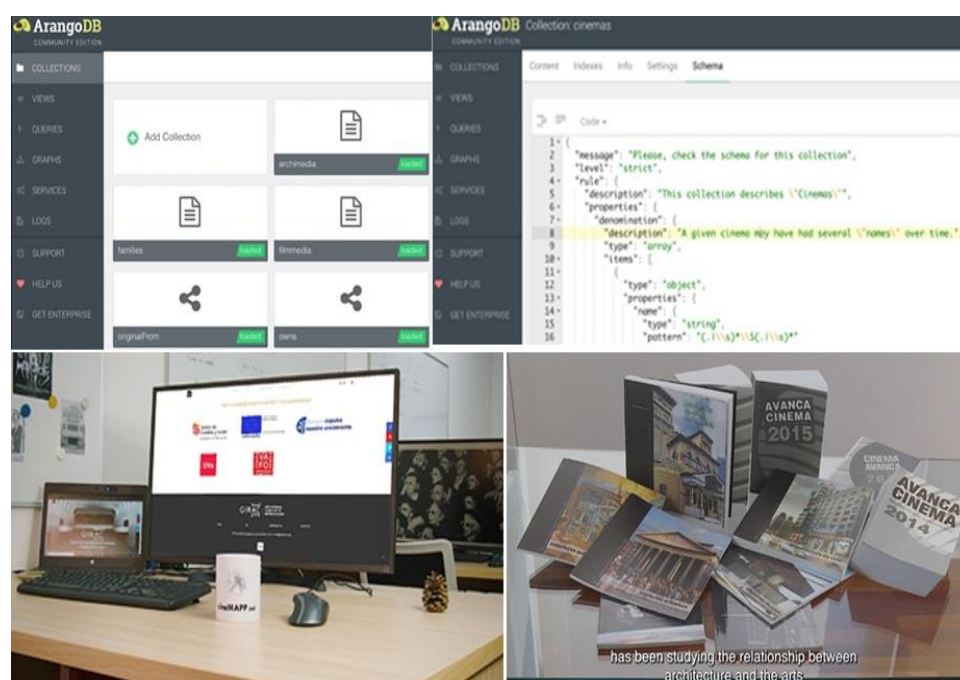 ArangoDB
COMMUNITY EDITION
COLLECTIONS
VIEWS
QUERIES
GRAPHS
SERVICES
LOGS
SUPPORT
HELP US
GET ENTERPRISE
Add Collection
archimedia loaded
families loaded
filmmedia loaded
originalFrom loaded
owns loaded
ArangoDB Collection: cinemas
COMMUNITY EDITION
COLLECTIONS
VIEWS
QUERIES
GRAPHS
SERVICES
LOGS
SUPPORT
HELP US
GET ENTERPRISE
Content Indexes Info Settings Schema
Code
1 {
2 "message": "Please, check the schema for this collection",
3 "level": "strict",
4 "rule": {
5 "description": "This collection describes \"Cinemas\"",
6 "properties": {
7 "denomination": {
8 "description": "A given cinema may have had several \"names\" over time,"
9 "type": "array",
10 "items": [
11 {
12 "type": "object",
13 "properties": {
14 "name": {
15 "type": "string",
16 "pattern": "(.|\\s)*\\S(.|\\s)*"
UVa
GIR
AVANCA
CINEMA
2015
CINEMA
AVANCA
AVANCA
CINEMA
2014
has been studying the relationship between
architecture and the arts